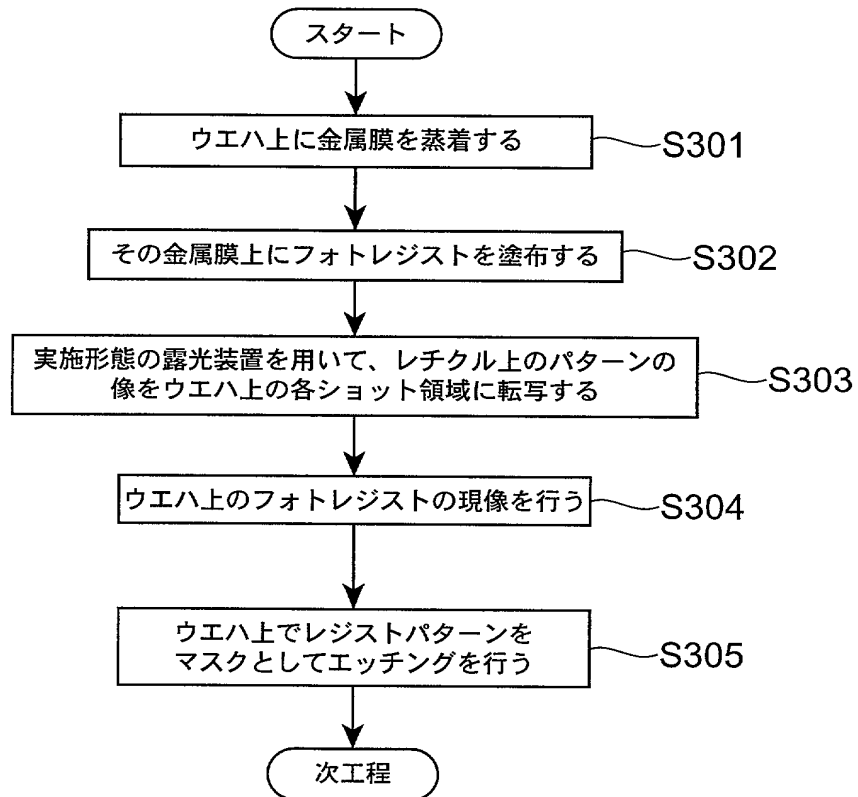 スタート
ウエハ上に金属膜を蒸着する
S301
その金属膜上にフォトレジストを塗布する
S302
実施形態の露光装置を用いて、レチクル上のパターンの
像をウエハ上の各ショット領域に転写する
S303
ウエハ上のフォトレジストの現像を行う
S304
ウエハ上でレジストパターンを
マスクとしてエッチングを行う
S305
次工程